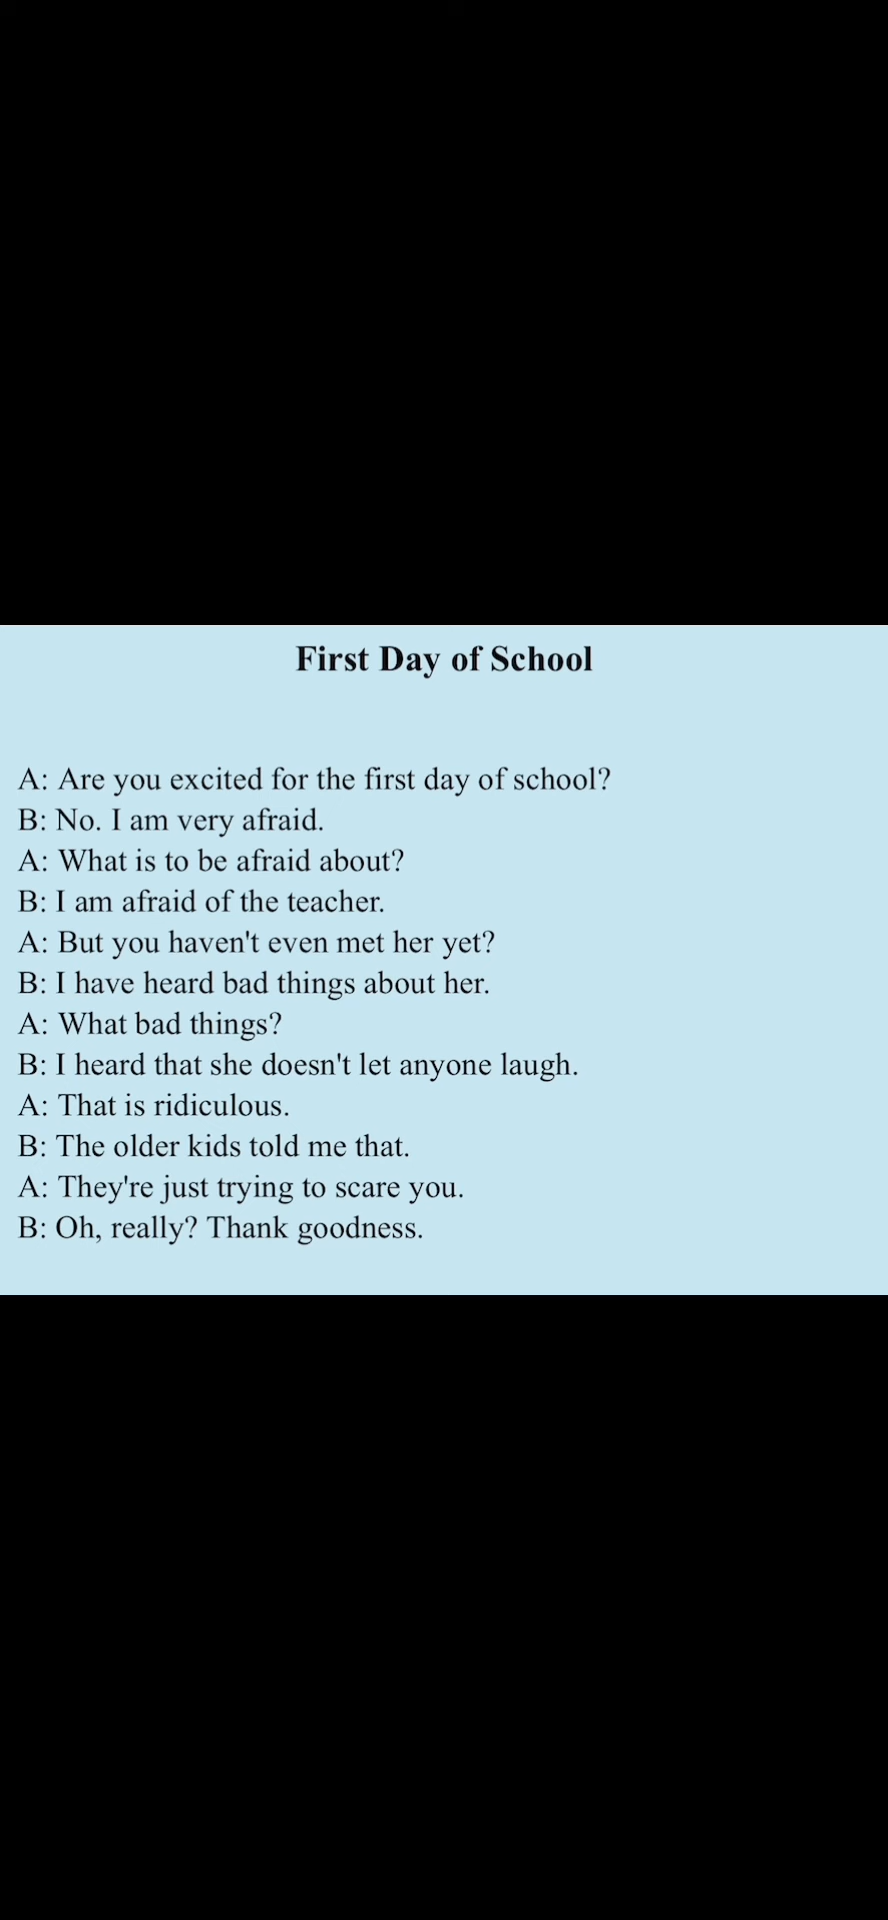 First Day of School
A: Are you excited for the first day of school?
B: No. I am very afraid.
A: What is to be afraid about?
B: I am afraid of the teacher.
A: But you haven't even met her yet?
B: I have heard bad things about her.
A: What bad things?
B: I heard that she doesn't let anyone laugh.
A: That is ridiculous.
B: The older kids told me that.
A: They're just trying to scare you.
B: Oh, really? Thank goodness.